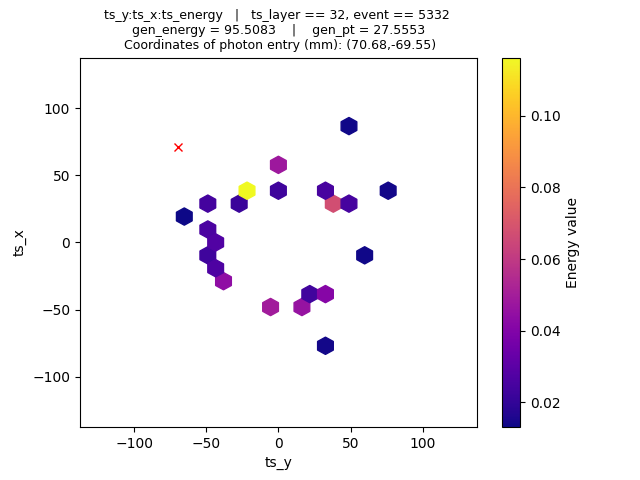 ts_y:ts_x:ts_energy   |   ts_layer == 32, event == 5332
gen_energy = 95.5083    |    gen_pt = 27.5553
Coordinates of photon entry (mm): (70.68,-69.55)
100
50
0
−50
−100
ts_x
−100
−50
0
50
100
ts_y
0.10
0.08
0.06
0.04
0.02
Energy value